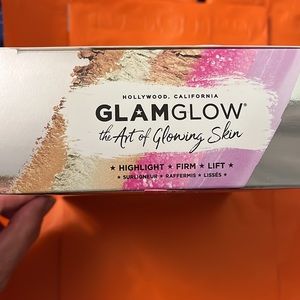 HOLLYWOOD, CALIFORNIA
GLAMGLOW®
the Art of Glowing Skin
★ HIGHLIGHT ★ FIRM ★ LIFT ★
★ SURLIGNEUR ★ RAFFERMIS ★ LISSÉS ★